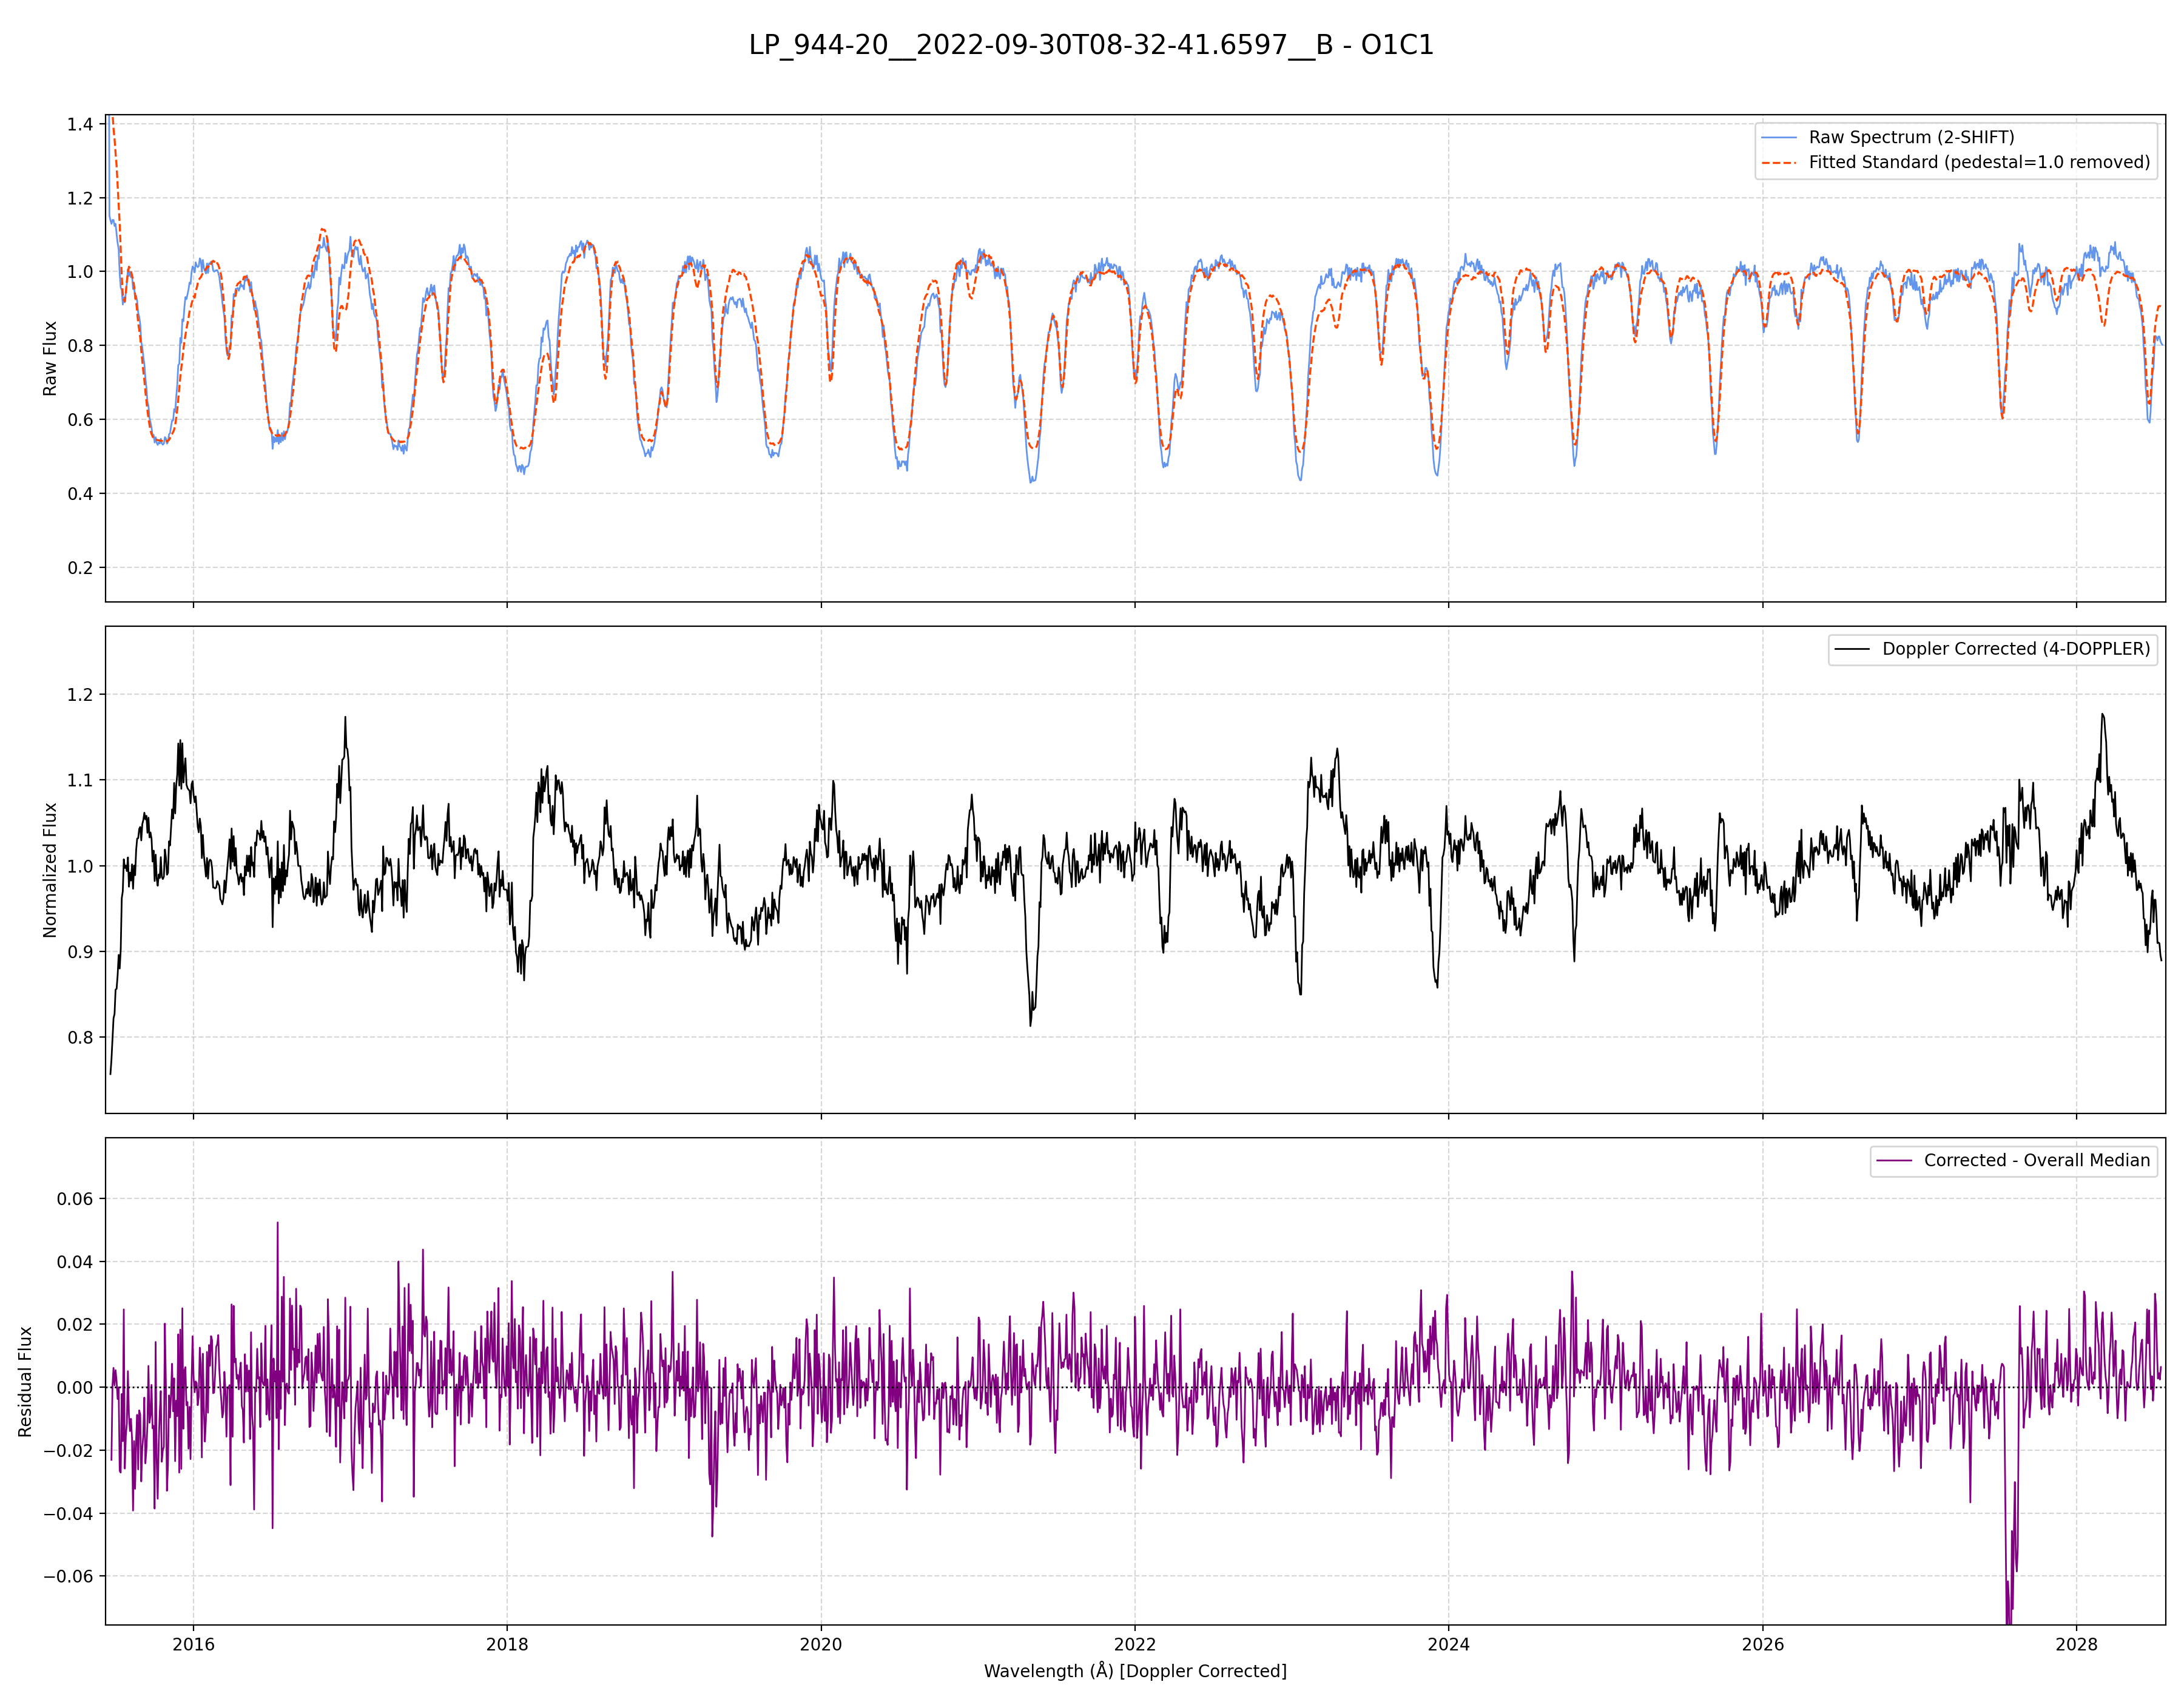 LP_944-20__2022-09-30T08-32-41.6597__B - O1C1
1.4
1.2
1.0
0.8
0.6
0.4
0.2
Raw Flux
Raw Spectrum (2-SHIFT)
Fitted Standard (pedestal=1.0 removed)
1.2
1.1
1.0
0.9
0.8
Normalized Flux
Doppler Corrected (4-DOPPLER)
0.06
0.04
0.02
0.00
−0.02
−0.04
−0.06
Residual Flux
Corrected - Overall Median
2016 2018 2020 2022 2024 2026 2028
Wavelength (Å) [Doppler Corrected]